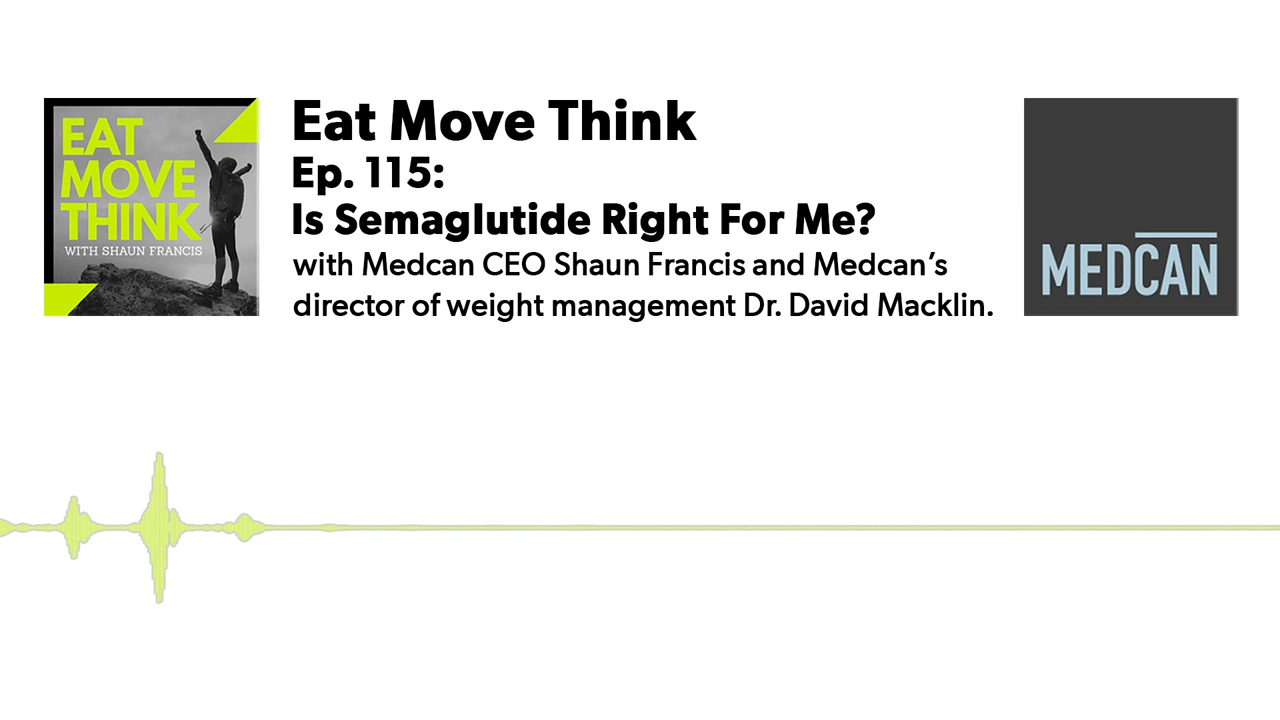 EAT
MOVE
THINK
WITH SHAUN FRANCIS
Eat Move Think
Ep. 115:
Is Semaglutide Right For Me?
with Medcan CEO Shaun Francis and Medcan's
director of weight management Dr. David Macklin.
MEDCAN